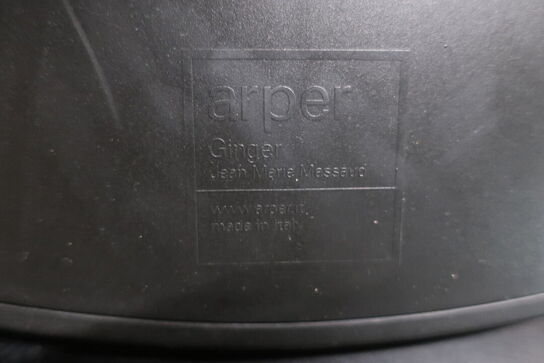 arper
Ginger
Jean Marie Massaud
www.arper.it
made in Italy